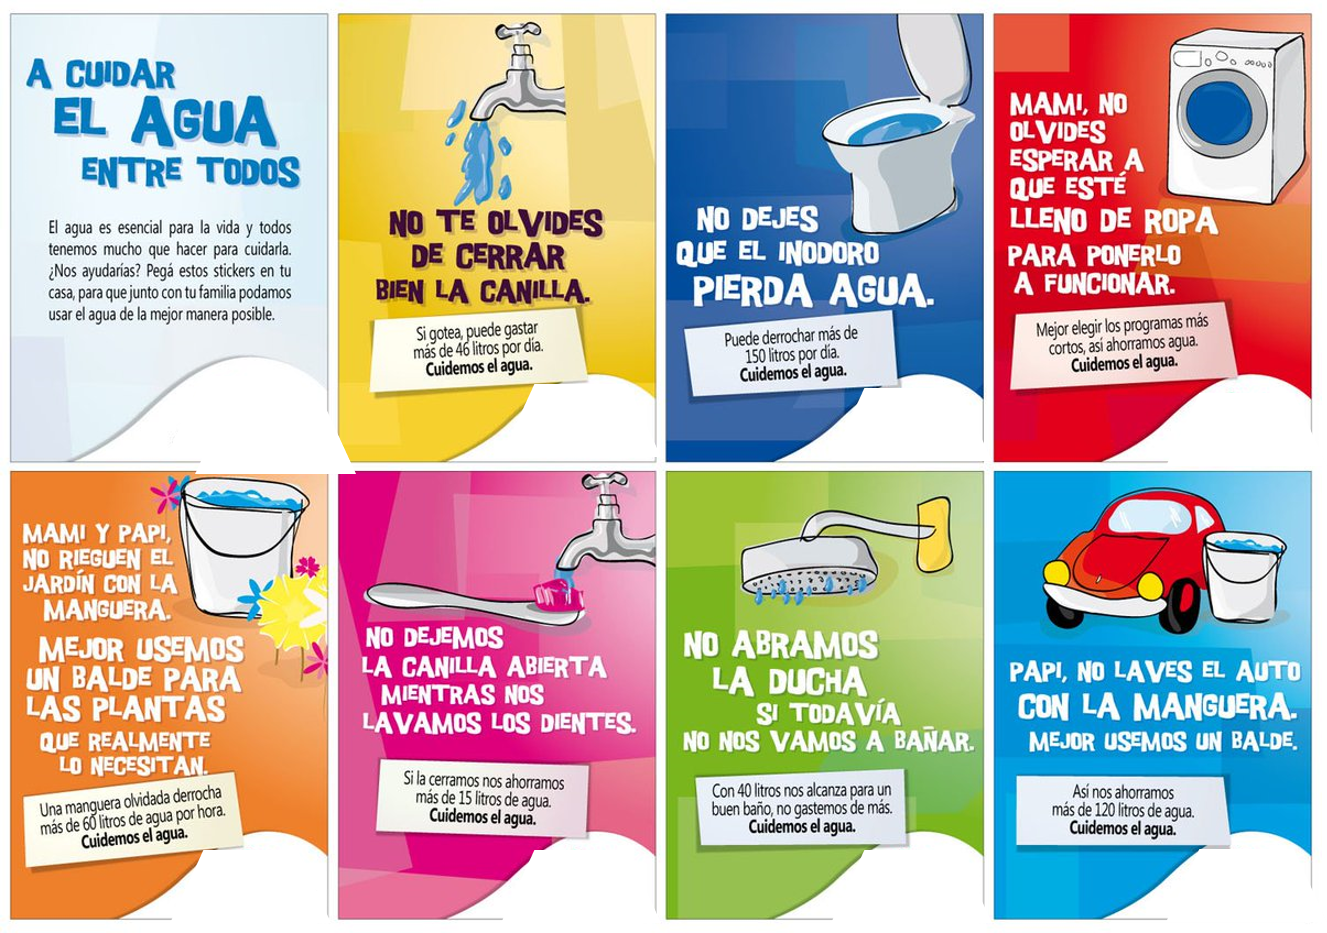 A CUIDAR
EL AGUA
ENTRE TODOS
El agua es esencial para la vida y todos
tenemos mucho que hacer para cuidarla.
¿Nos ayudarías? Pegá estos stickers en tu
casa, para que junto con tu familia podamos
usar el agua de la mejor manera posible.
NO TE OLVIDES
DE CERRAR
BIEN LA CANILLA.
Si gotea, puede gastar
más de 46 litros por día.
Cuidemos el agua.
NO DEJES
QUE EL INODORO
PIERDA AGUA.
Puede derrochar más de
150 litros por día.
Cuidemos el agua.
MAMI, NO
OLVIDES
ESPERAR A
QUE ESTÉ
LLENO DE ROPA
PARA PONERLO
A FUNCIONAR.
Mejor elegir los programas más
cortos, así ahorramos agua.
Cuidemos el agua.
MAMI Y PAPI,
NO RIEGUEN EL
JARDÍN CON LA
MANGUERA.
MEJOR USEMOS
UN BALDE PARA
LAS PLANTAS
QUE REALMENTE
LO NECESITAN.
Una manguera olvidada derrocha
más de 60 litros de agua por hora.
Cuidemos el agua.
NO DEJEMOS
LA CANILLA ABIERTA
MIENTRAS NOS
LAVAMOS LOS DIENTES.
Si la cerramos nos ahorramos
más de 15 litros de agua.
Cuidemos el agua.
NO ABRAMOS
LA DUCHA
SI TODAVÍA
NO NOS VAMOS A BAÑAR.
Con 40 litros nos alcanza para un
buen baño, no gastemos de más.
Cuidemos el agua.
PAPI, NO LAVES EL AUTO
CON LA MANGUERA.
MEJOR USEMOS UN BALDE.
Así nos ahorramos
más de 120 litros de agua.
Cuidemos el agua.